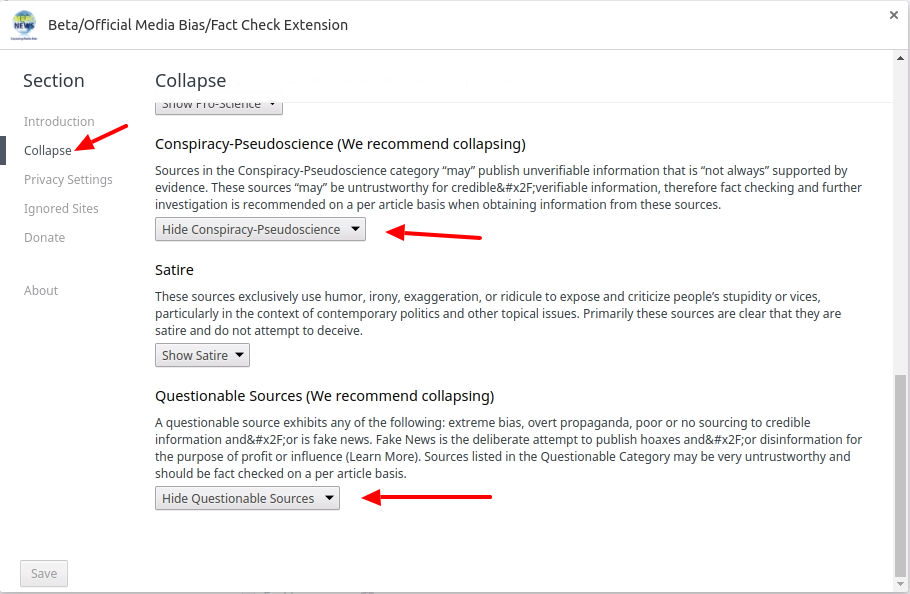 NEWS
Beta/Official Media Bias/Fact Check Extension
Section
Introduction
Collapse
Privacy Settings
Ignored Sites
Donate
About
Collapse
Show Pro-Science
Conspiracy-Pseudoscience (We recommend collapsing)
Sources in the Conspiracy-Pseudoscience category “may” publish unverifiable information that is “not always” supported by
evidence. These sources “may” be untrustworthy for credible&#x2F;verifiable information, therefore fact checking and further
investigation is recommended on a per article basis when obtaining information from these sources.
Hide Conspiracy-Pseudoscience
Satire
These sources exclusively use humor, irony, exaggeration, or ridicule to expose and criticize people’s stupidity or vices,
particularly in the context of contemporary politics and other topical issues. Primarily these sources are clear that they are
satire and do not attempt to deceive.
Show Satire
Questionable Sources (We recommend collapsing)
A questionable source exhibits any of the following: extreme bias, overt propaganda, poor or no sourcing to credible
information and&#x2F;or is fake news. Fake News is the deliberate attempt to publish hoaxes and&#x2F;or disinformation for
the purpose of profit or influence (Learn More). Sources listed in the Questionable Category may be very untrustworthy and
should be fact checked on a per article basis.
Hide Questionable Sources
Save